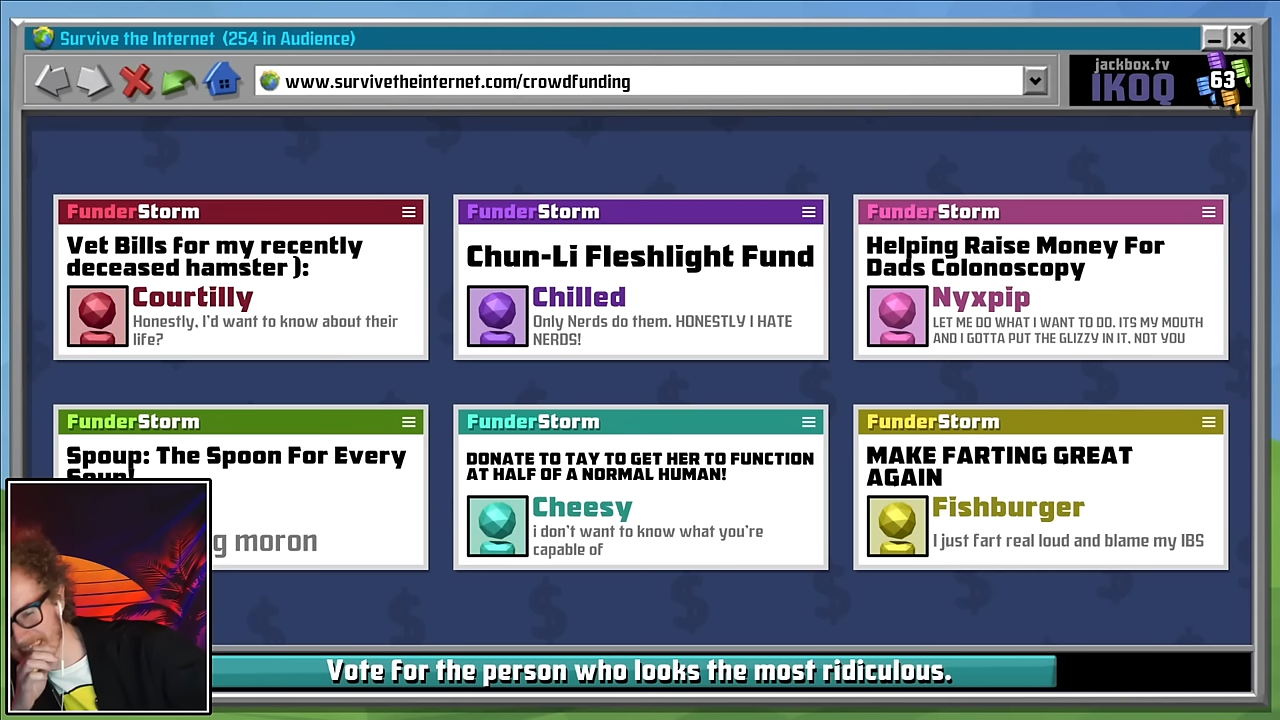 Survive the Internet (254 in Audience)
www.survivetheinternet.com/crowdfunding
jackbox.tv
IKOQ
63
FunderStorm
Vet Bills for my recently
deceased hamster ):
Courtilly
Honestly, I'd want to know about their
life?
FunderStorm
Chun-Li Fleshlight Fund
Chilled
Only Nerds do them. HONESTLY I HATE
NERDS!
FunderStorm
Helping Raise Money For
Dads Colonoscopy
Nyxpip
LET ME DO WHAT I WANT TO DO. ITS MY MOUTH
AND I GOTTA PUT THE GLIZZY IN IT, NOT YOU
FunderStorm
Spoup: The Spoon For Every
Soup!
g moron
FunderStorm
DONATE TO TAY TO GET HER TO FUNCTION
AT HALF OF A NORMAL HUMAN!
Cheesy
i don't want to know what you're
capable of
FunderStorm
MAKE FARTING GREAT
AGAIN
Fishburger
I just fart real loud and blame my IBS
Vote for the person who looks the most ridiculous.